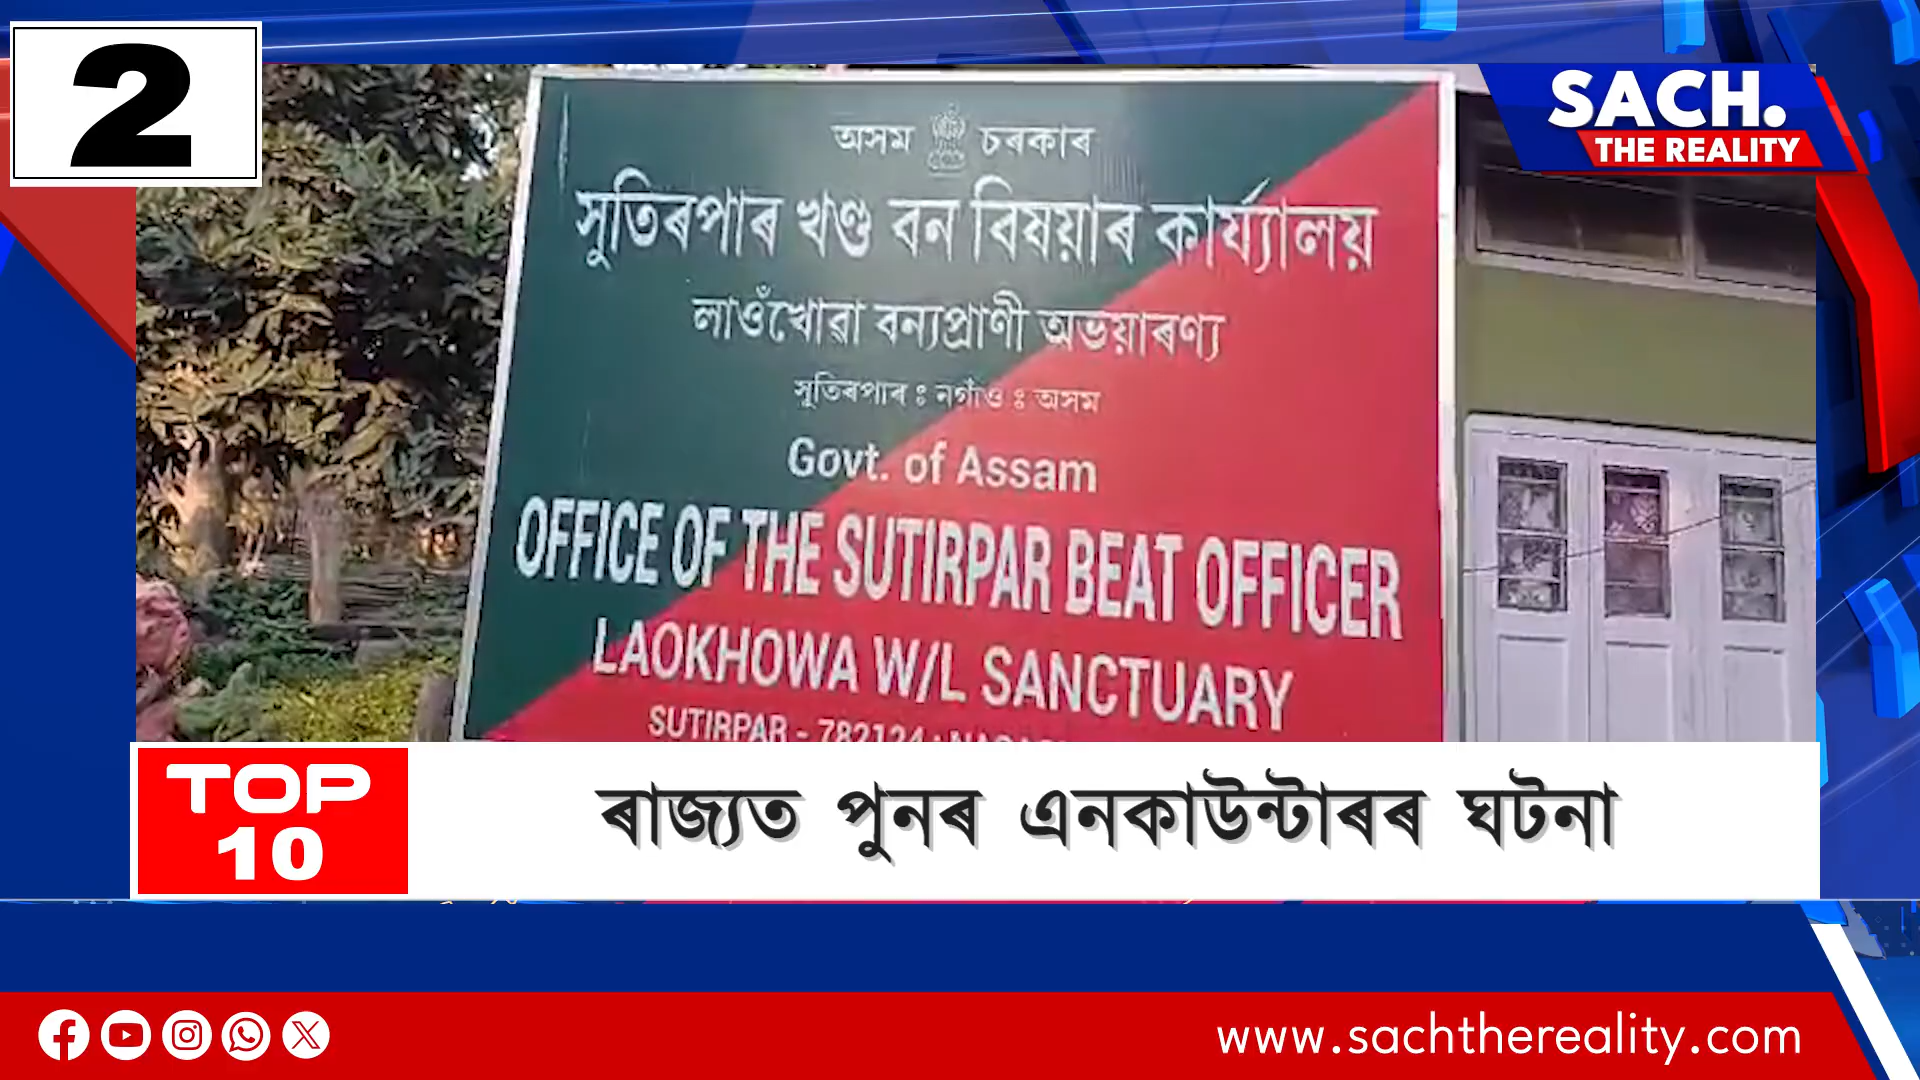 2
SACH.
THE REALITY
অসম চৰকাৰ
সুতিৰপাৰ খণ্ড বন বিষয়াৰ কাৰ্য্যালয়
লাওঁখোৱা বন্যপ্ৰাণী অভয়াৰণ্য
সূতিৰপাৰ ঃ নগাঁও ঃ অসম
Govt. of Assam
OFFICE OF THE SUTIRPAR BEAT OFFICER
LAOKHOWA W/L SANCTUARY
SUTIRPAR - 782124
TOP
10
ৰাজ্যত পুনৰ এনকাউন্টাৰৰ ঘটনা
www.sachthereality.com